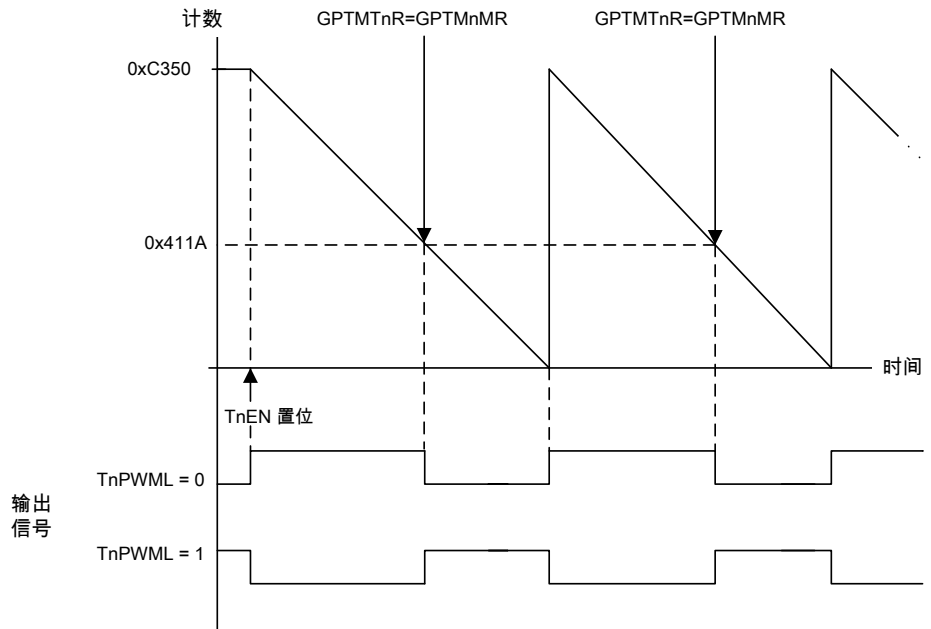 计数
GPTMTnR=GPTMnMR
GPTMTnR=GPTMnMR
0xC350
0x411A
时间
TnEN 置位
TnPWML = 0
输出
信号
TnPWML = 1